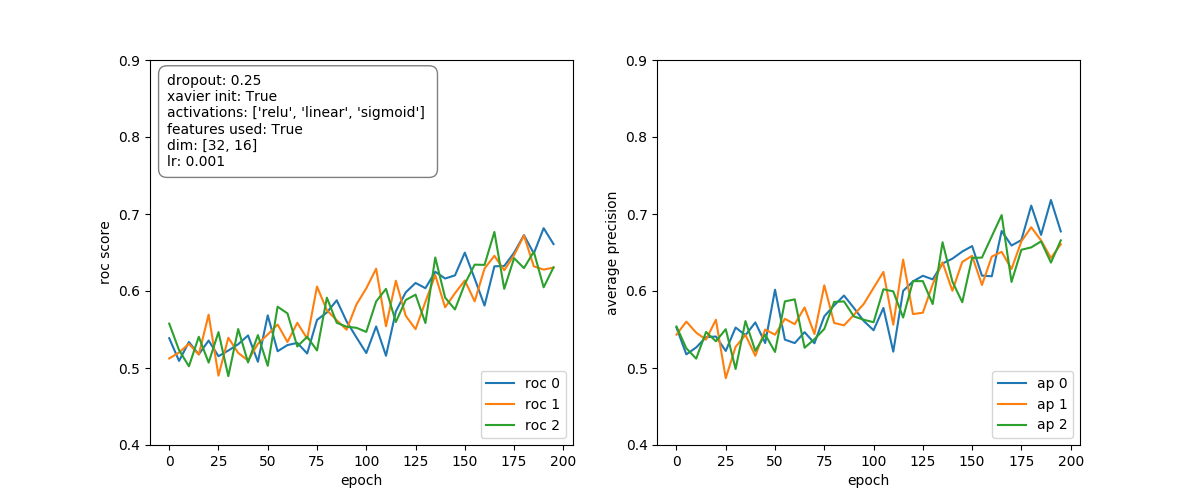 0.9
0.8
0.7
0.6
0.5
0.4
roc score
dropout: 0.25
xavier init: True
activations: ['relu', 'linear', 'sigmoid']
features used: True
dim: [32, 16]
lr: 0.001
roc 0
roc 1
roc 2
0 25 50 75 100 125 150 175 200
epoch
0.9
0.8
0.7
0.6
0.5
0.4
average precision
ap 0
ap 1
ap 2
0 25 50 75 100 125 150 175 200
epoch